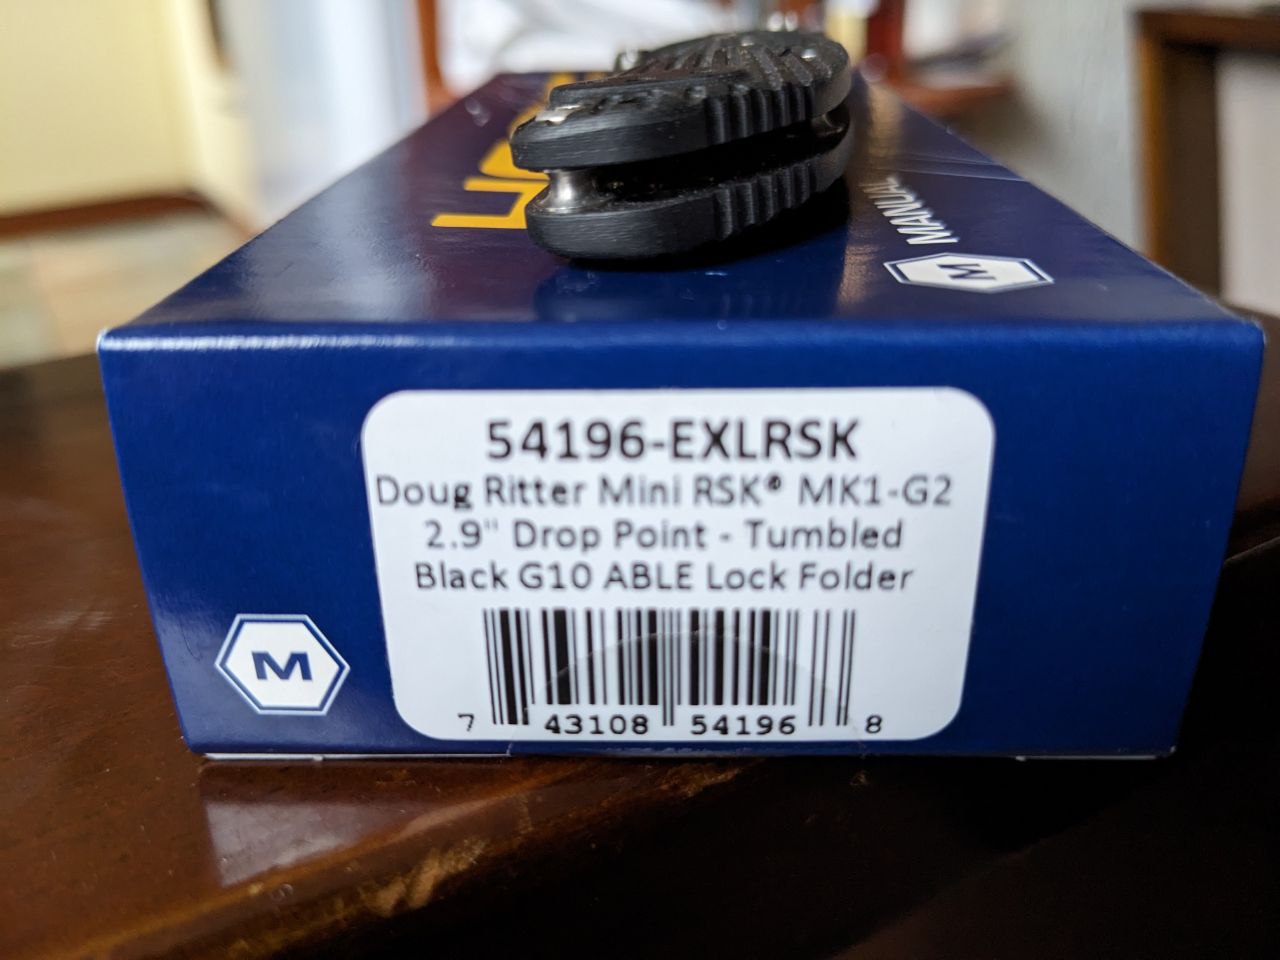 MANUAL
M
54196-EXLRSK
Doug Ritter Mini RSK® MK1-G2
2.9" Drop Point - Tumbled
Black G10 ABLE Lock Folder
M
7 43108 54196 8